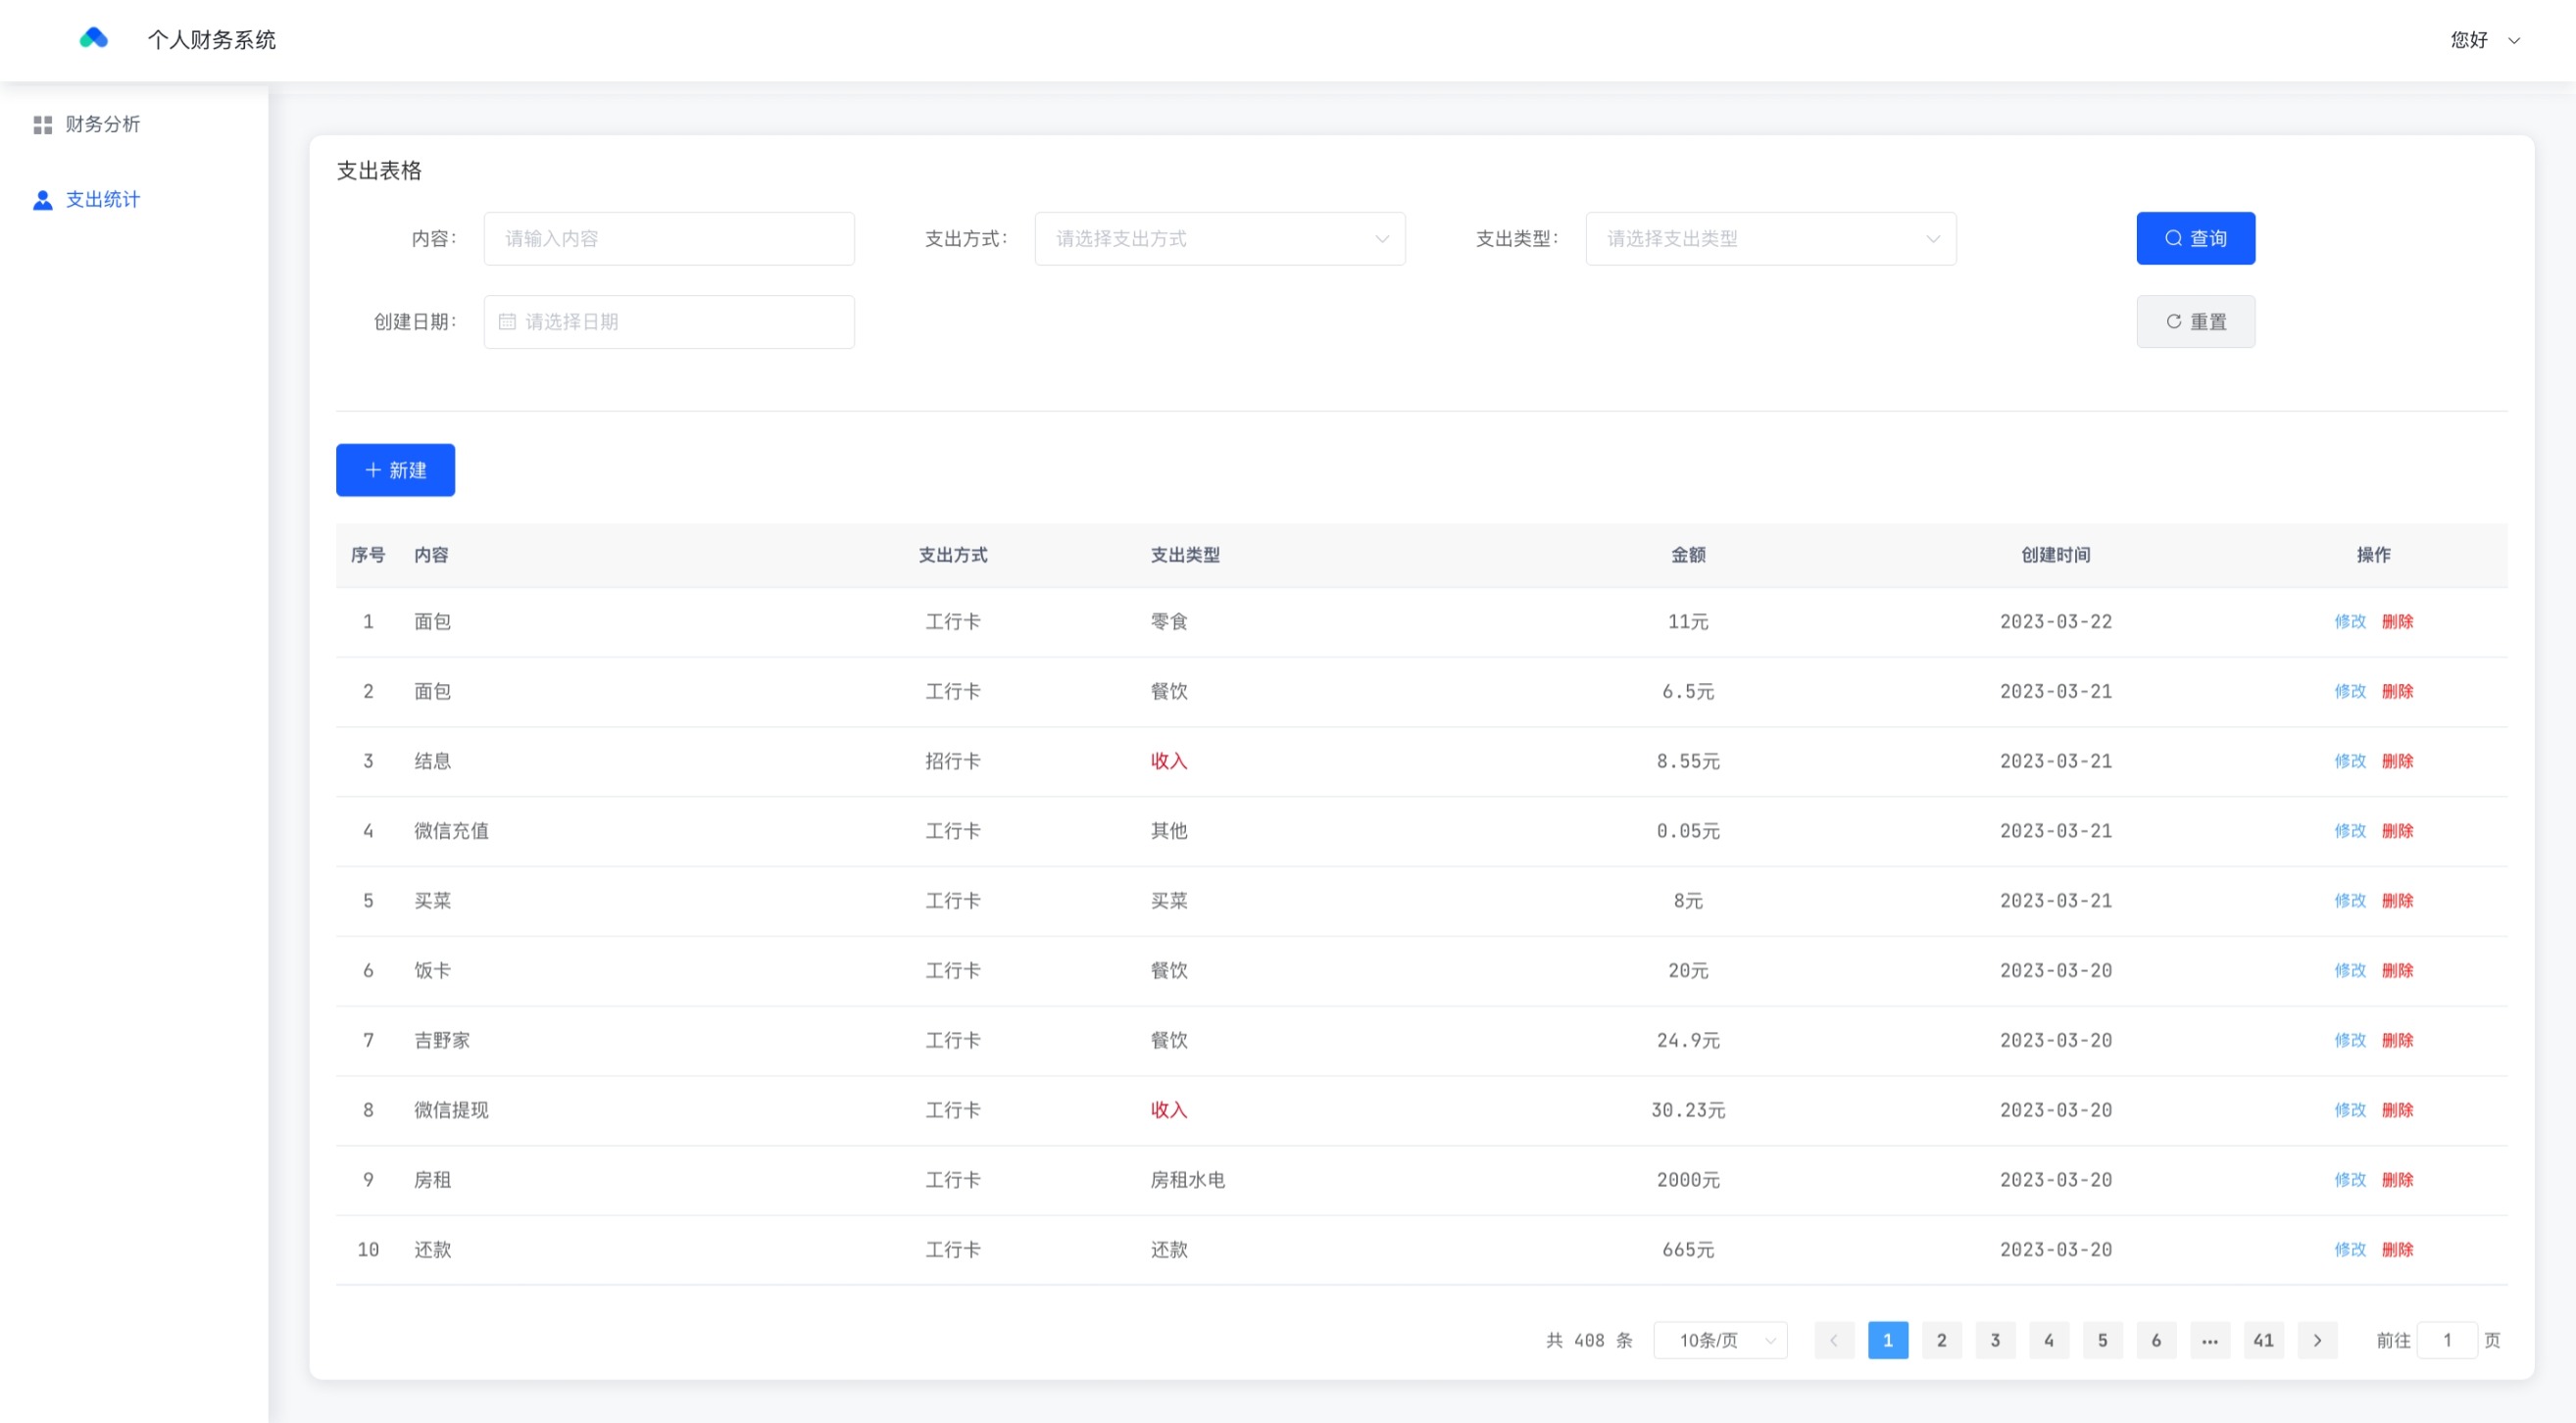 个人财务系统
您好
财务分析
支出统计
支出表格
内容: 请输入内容 支出方式: 请选择支出方式 支出类型: 请选择支出类型 查询
创建日期: 请选择日期 重置
+ 新建
序号 内容 支出方式 支出类型 金额 创建时间 操作
1 面包 工行卡 零食 11元 2023-03-22 修改 删除
2 面包 工行卡 餐饮 6.5元 2023-03-21 修改 删除
3 结息 招行卡 收入 8.55元 2023-03-21 修改 删除
4 微信充值 工行卡 其他 0.05元 2023-03-21 修改 删除
5 买菜 工行卡 买菜 8元 2023-03-21 修改 删除
6 饭卡 工行卡 餐饮 20元 2023-03-20 修改 删除
7 吉野家 工行卡 餐饮 24.9元 2023-03-20 修改 删除
8 微信提现 工行卡 收入 30.23元 2023-03-20 修改 删除
9 房租 工行卡 房租水电 2000元 2023-03-20 修改 删除
10 还款 工行卡 还款 665元 2023-03-20 修改 删除
共 408 条 10条/页 < 1 2 3 4 5 6 ... 41 > 前往 1 页